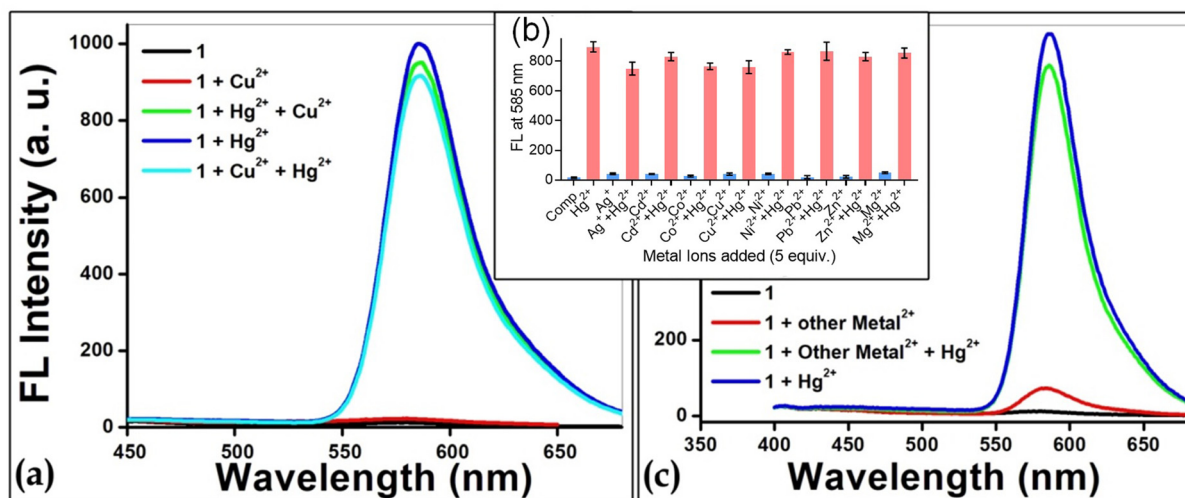 FL Intensity (a. u.)
1000
800
600
400
200
0
1
1 + Cu²⁺
1 + Hg²⁺ + Cu²⁺
1 + Hg²⁺
1 + Cu²⁺ + Hg²⁺
450
500
550
600
650
(a)
Wavelength (nm)
(b)
FL at 585 nm
800
600
400
200
0
Comp
Hg²⁺
Ag⁺
Ag⁺+Hg²⁺
Cd²⁺
Cd²⁺+Hg²⁺
Co²⁺
Co²⁺+Hg²⁺
Cu²⁺
Cu²⁺+Hg²⁺
Ni²⁺
Ni²⁺+Hg²⁺
Pb²⁺
Pb²⁺+Hg²⁺
Zn²⁺
Zn²⁺+Hg²⁺
Mg²⁺
Mg²⁺+Hg²⁺
Metal Ions added (5 equiv.)
1
1 + other Metal²⁺
1 + Other Metal²⁺ + Hg²⁺
1 + Hg²⁺
200
0
350
400
450
500
550
600
650
(c)
Wavelength (nm)